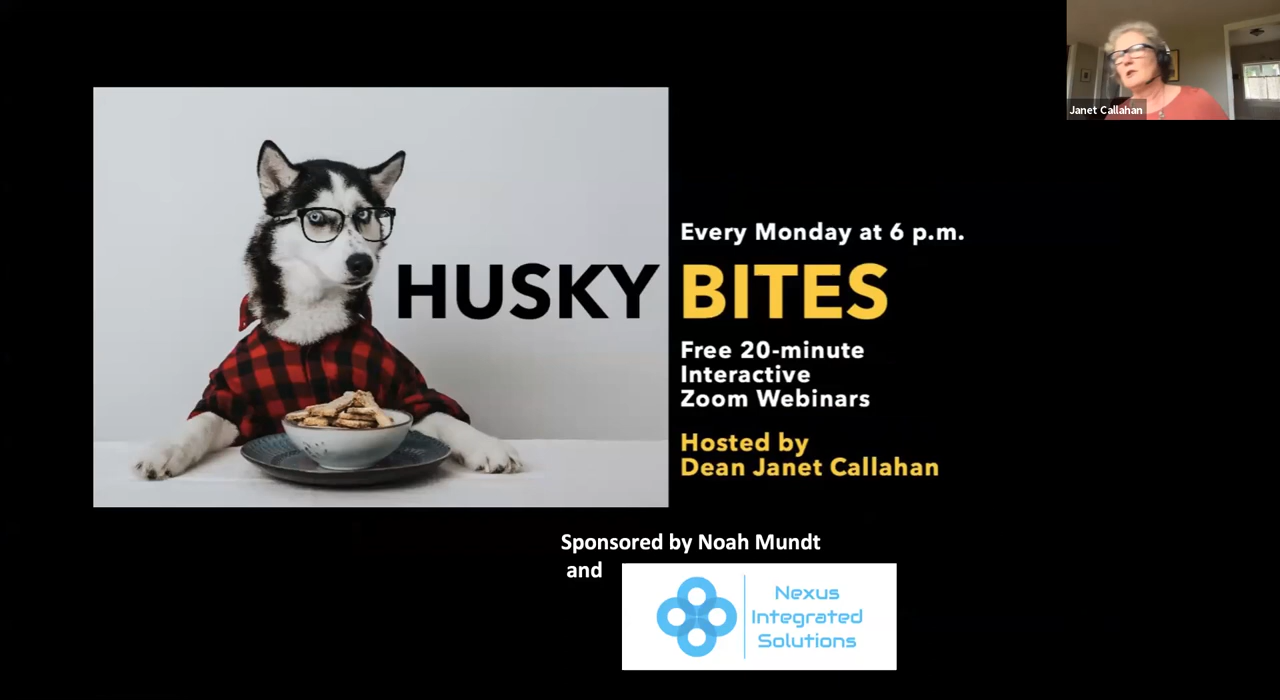 Janet Callahan
Every Monday at 6 p.m.
HUSKY BITES
Free 20-minute
Interactive
Zoom Webinars
Hosted by
Dean Janet Callahan
Sponsored by Noah Mundt
and
Nexus
Integrated
Solutions